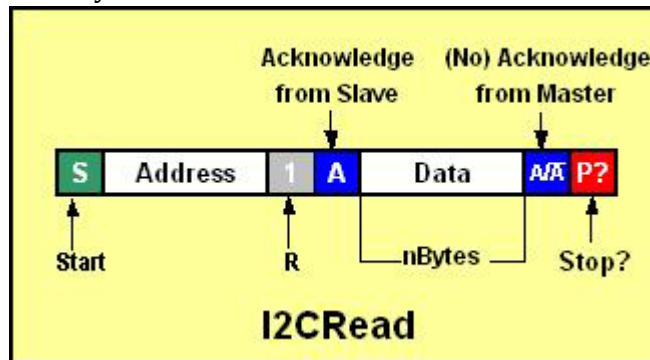 Acknowledge (No) Acknowledge
from Slave from Master
S Address 1 A Data A/A̅ P?
Start R nBytes Stop?
I2CRead